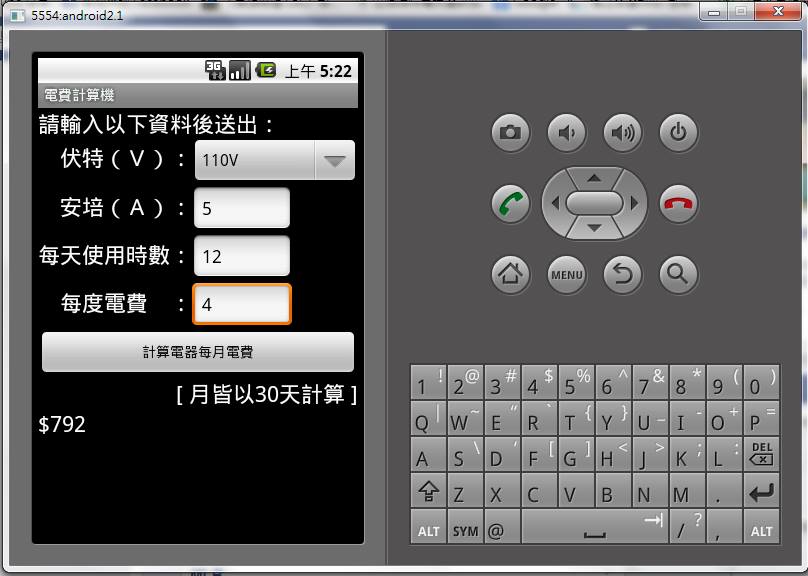 5554:android2.1
3G 上午 5:22
電費計算機
請輸入以下資料後送出：
伏特（V）： 110V
安培（A）： 5
每天使用時數： 12
每度電費 ： 4
計算電器每月電費
[ 月皆以30天計算 ]
$792
MENU
1 ! 2 @ 3 # 4 $ 5 % 6 ^ 7 & 8 * 9 ( 0 )
Q | W ~ E " R ` T { Y } U _ I - O + P =
A S \ D ' F [ G ] H < J > K ; L : DEL
Z X C V B N M .
ALT SYM @ / ? , ALT